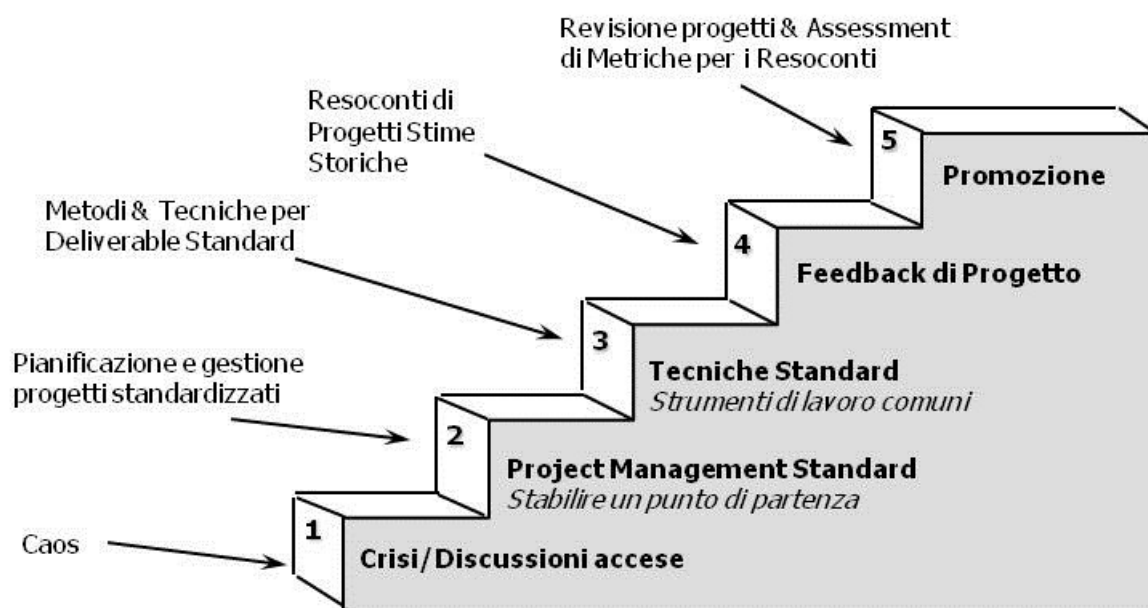 Revisione progetti & Assessment
di Metriche per i Resoconti
Resoconti di
Progetti Stime
Storiche
5
Promozione
Metodi & Tecniche per
Deliverable Standard
4
Feedback di Progetto
Pianificazione e gestione
progetti standardizzati
3
Tecniche Standard
Strumenti di lavoro comuni
2
Project Management Standard
Stabilire un punto di partenza
Caos
1
Crisi/Discussioni accese